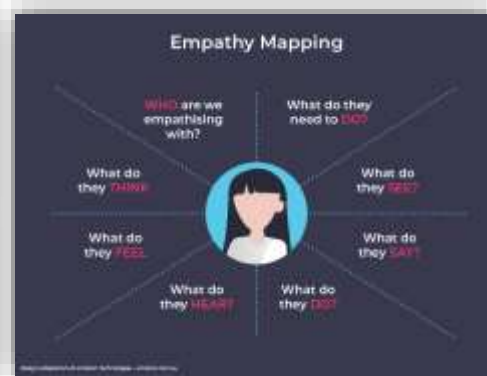 Empathy Mapping
WHO are we
empathising
with?
What do they
need to DO?
What do
they THINK
What do
they SEE?
What do
they FEEL
What do
they SAY?
What do
they HEAR?
What do
they DO?